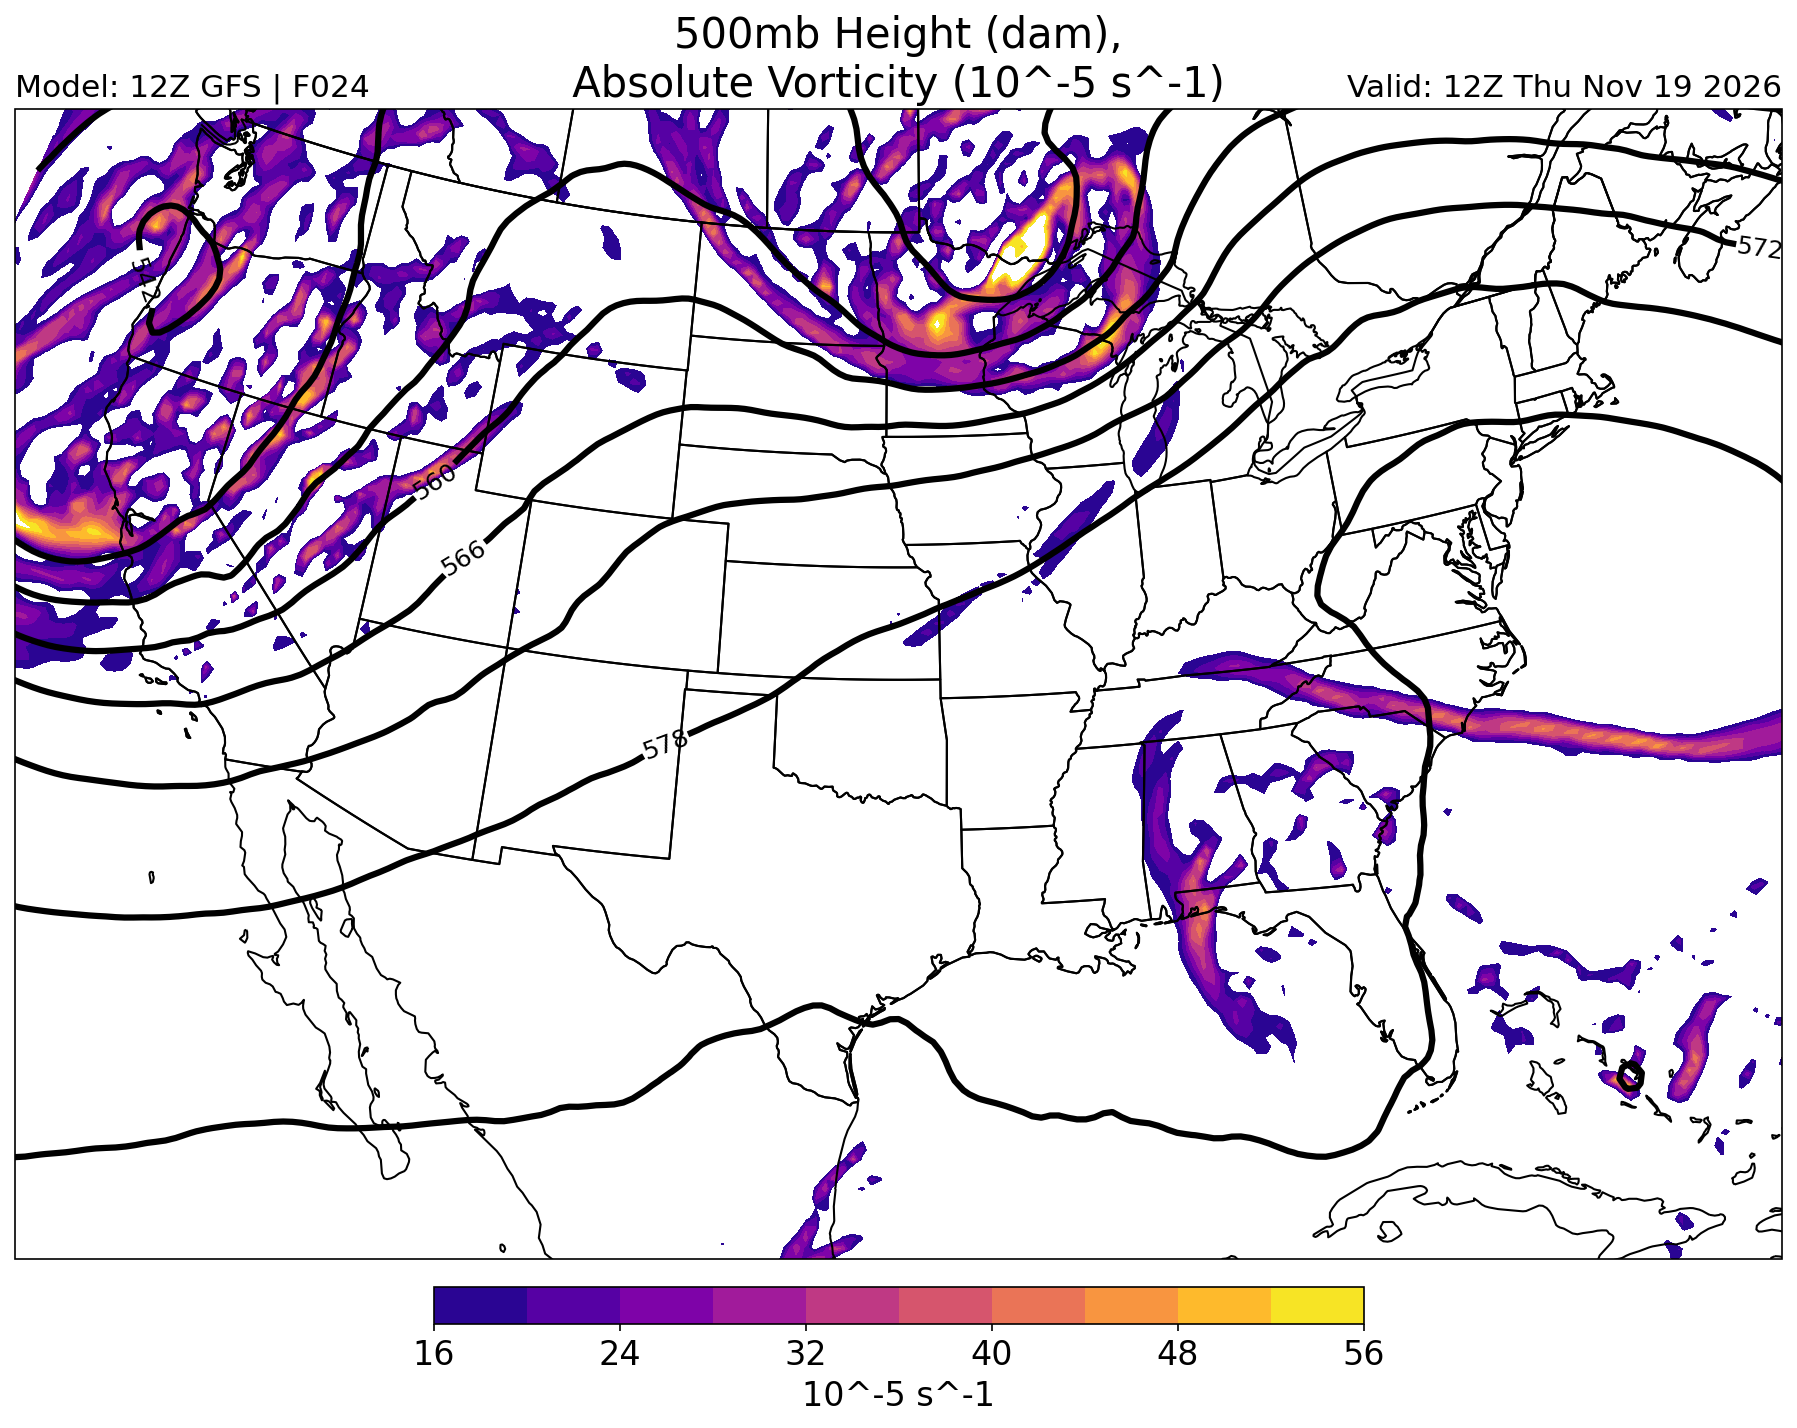 500mb Height (dam),
Model: 12Z GFS | F024
Absolute Vorticity (10^-5 s^-1)
Valid: 12Z Thu Nov 19 2026
542
572
560
566
578
16 24 32 40 48 56
10^-5 s^-1